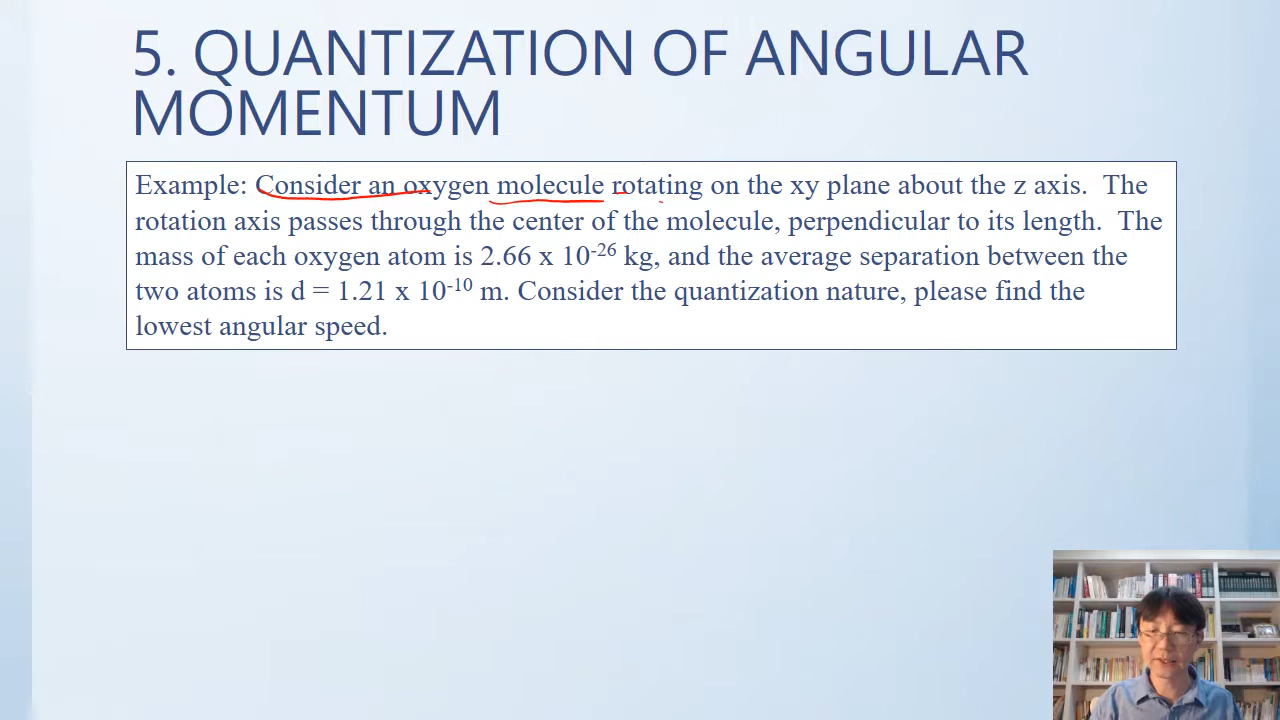 5. QUANTIZATION OF ANGULAR
MOMENTUM
Example: Consider an oxygen molecule rotating on the xy plane about the z axis. The
rotation axis passes through the center of the molecule, perpendicular to its length. The
mass of each oxygen atom is 2.66 x 10⁻²⁶ kg, and the average separation between the
two atoms is d = 1.21 x 10⁻¹⁰ m. Consider the quantization nature, please find the
lowest angular speed.